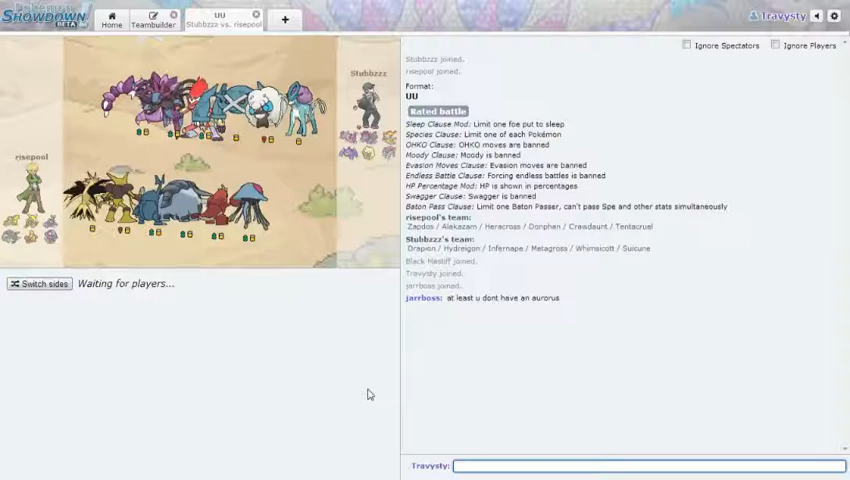 Pokémon
SHOWDOWN
BETA
Home
Teambuilder
UU
Stubbzzz vs. risepool
Travysty
Stubbzzz
risepool
Switch sides
Waiting for players...
Ignore Spectators
Ignore Players
Stubbzzz joined.
risepool joined.
Format:
UU
Rated battle
Sleep Clause Mod: Limit one foe put to sleep
Species Clause: Limit one of each Pokémon
OHKO Clause: OHKO moves are banned
Moody Clause: Moody is banned
Evasion Moves Clause: Evasion moves are banned
Endless Battle Clause: Forcing endless battles is banned
HP Percentage Mod: HP is shown in percentages
Swagger Clause: Swagger is banned
Baton Pass Clause: Limit one Baton Passer, can't pass Spe and other stats simultaneously
risepool's team:
Zapdos / Alakazam / Heracross / Donphan / Crawdaunt / Tentacruel
Stubbzzz's team:
Drapion / Hydreigon / Infernape / Metagross / Whimsicott / Suicune
Black Mastiff joined.
Travysty joined.
jarrboss joined.
jarrboss: at least u dont have an aurorus
Travysty: